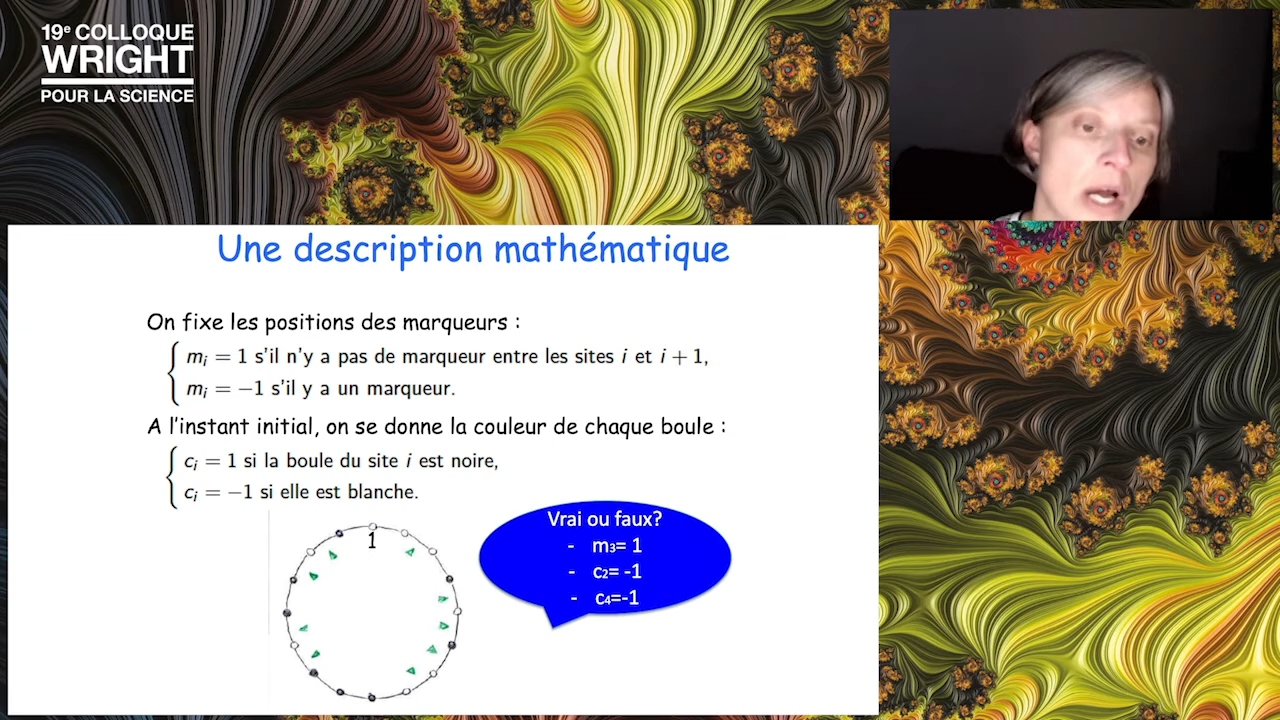 19e COLLOQUE
WRIGHT
POUR LA SCIENCE
Une description mathématique
On fixe les positions des marqueurs :
mᵢ = 1 s'il n'y a pas de marqueur entre les sites i et i + 1,
mᵢ = −1 s'il y a un marqueur.
A l'instant initial, on se donne la couleur de chaque boule :
cᵢ = 1 si la boule du site i est noire,
cᵢ = −1 si elle est blanche.
1
Vrai ou faux?
- m₃= 1
- c₂= -1
- c₄=-1